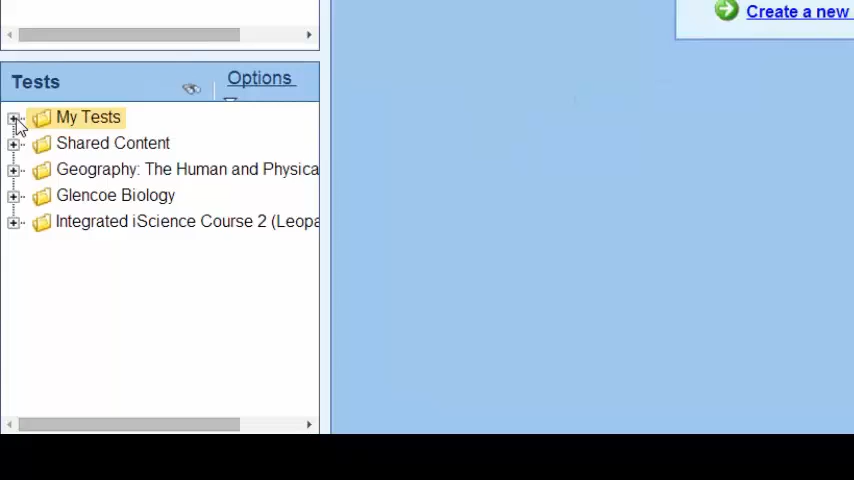 Create a new
Tests
Options
My Tests
Shared Content
Geography: The Human and Physica
Glencoe Biology
Integrated iScience Course 2 (Leopa